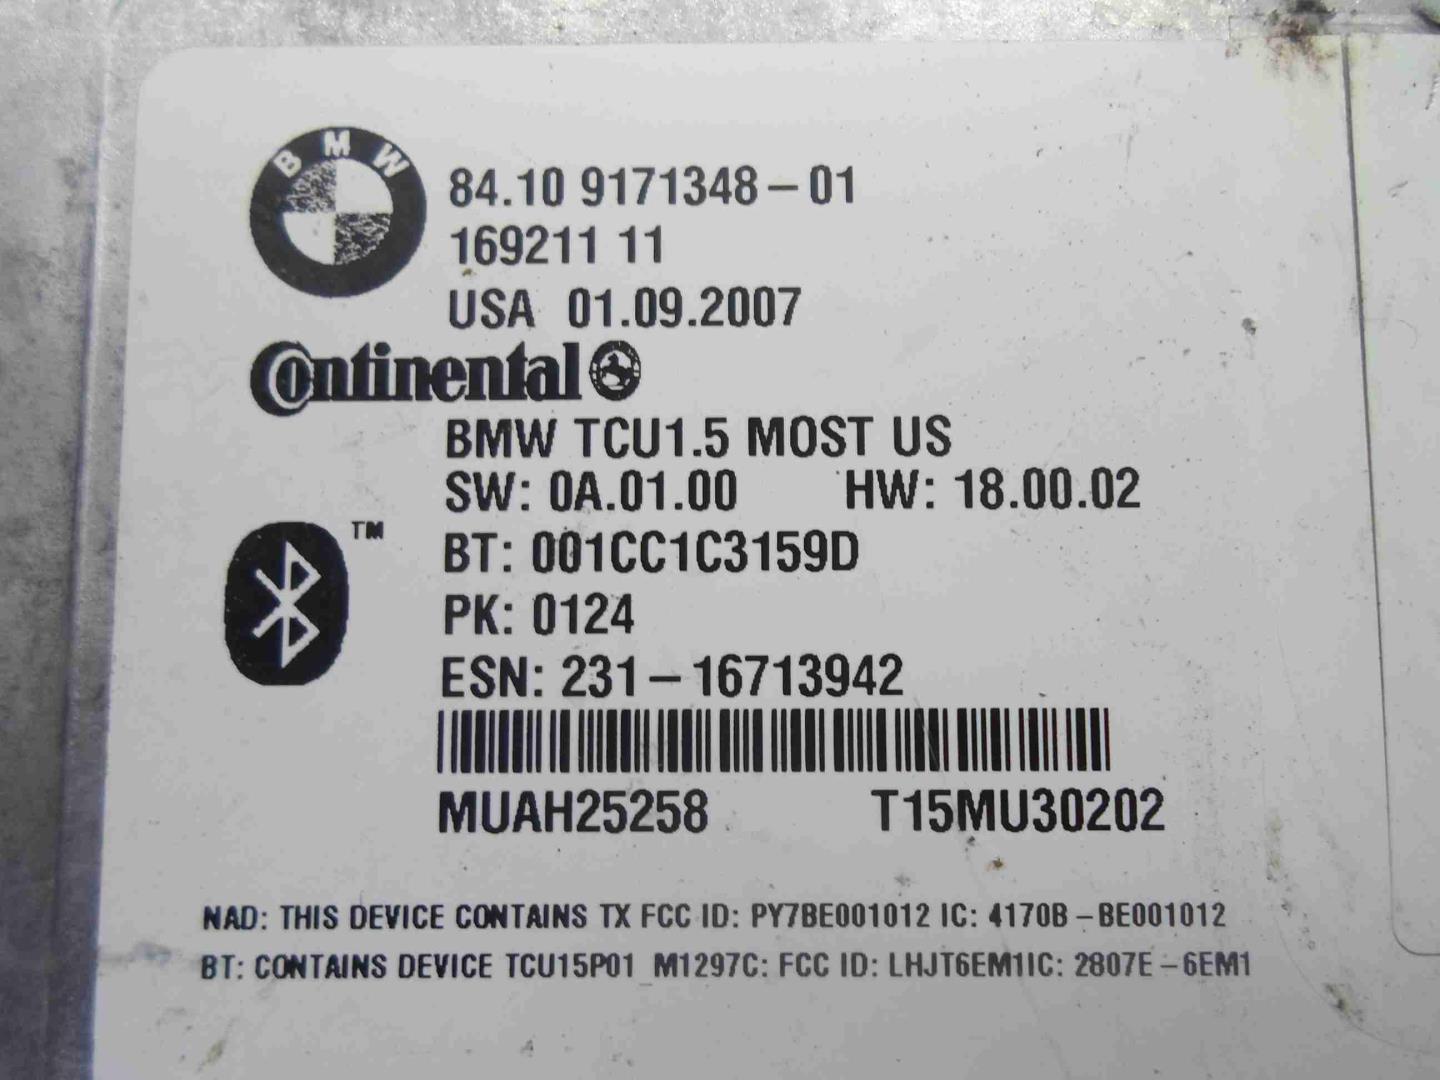 BMW
84.10 9171348-01
169211 11
USA 01.09.2007
Continental
BMW TCU1.5 MOST US
SW: 0A.01.00 HW: 18.00.02
TM
BT: 001CC1C3159D
PK: 0124
ESN: 231-16713942
MUAH25258 T15MU30202
NAD: THIS DEVICE CONTAINS TX FCC ID: PY7BE001012 IC: 4170B-BE001012
BT: CONTAINS DEVICE TCU15P01 M1297C: FCC ID: LHJT6EM1IC: 2807E-6EM1